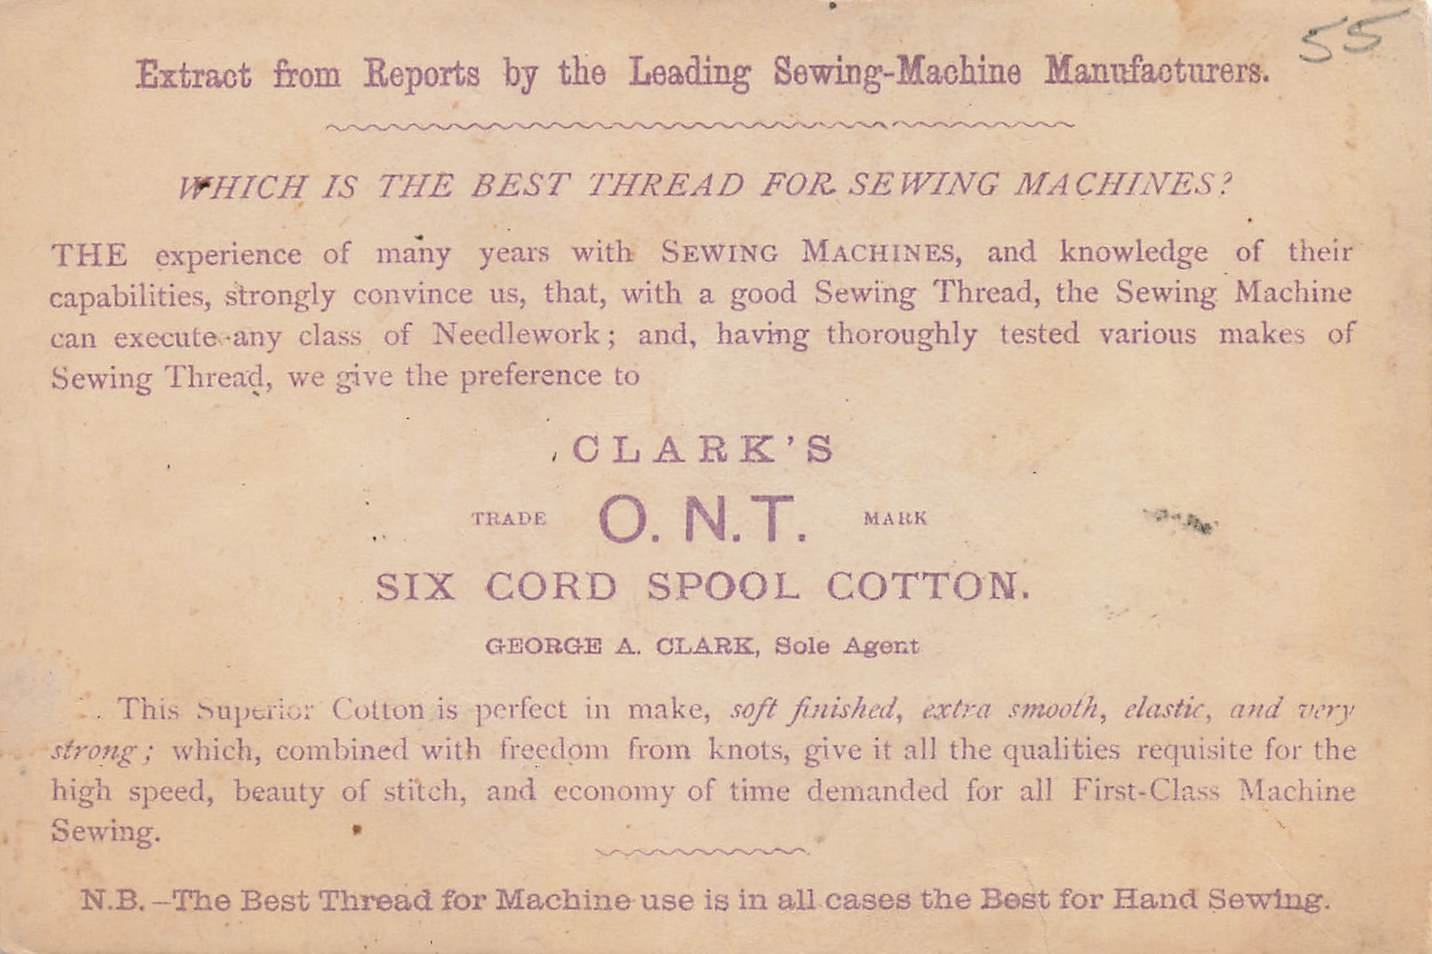 55
Extract from Reports by the Leading Sewing-Machine Manufacturers.
WHICH IS THE BEST THREAD FOR SEWING MACHINES?
THE experience of many years with SEWING MACHINES, and knowledge of their
capabilities, strongly convince us, that, with a good Sewing Thread, the Sewing Machine
can execute any class of Needlework; and, having thoroughly tested various makes of
Sewing Thread, we give the preference to
CLARK'S
TRADE O. N. T. MARK
SIX CORD SPOOL COTTON.
GEORGE A. CLARK, Sole Agent
This Superior Cotton is perfect in make, soft finished, extra smooth, elastic, and very
strong; which, combined with freedom from knots, give it all the qualities requisite for the
high speed, beauty of stitch, and economy of time demanded for all First-Class Machine
Sewing.
N.B.—The Best Thread for Machine use is in all cases the Best for Hand Sewing.